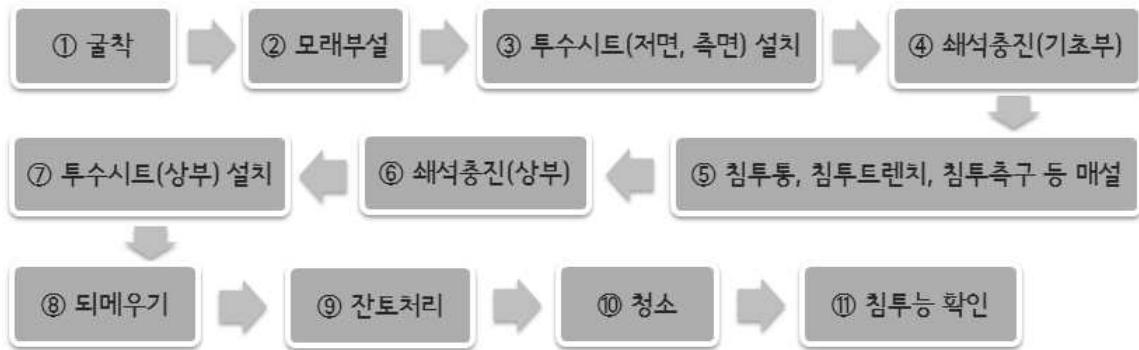 ① 굴착
② 모래부설
③ 투수시트(저면, 측면) 설치
④ 쇄석충진(기초부)
⑤ 침투통, 침투트렌치, 침투측구 등 매설
⑥ 쇄석충진(상부)
⑦ 투수시트(상부) 설치
⑧ 되메우기
⑨ 잔토처리
⑩ 청소
⑪ 침투능 확인